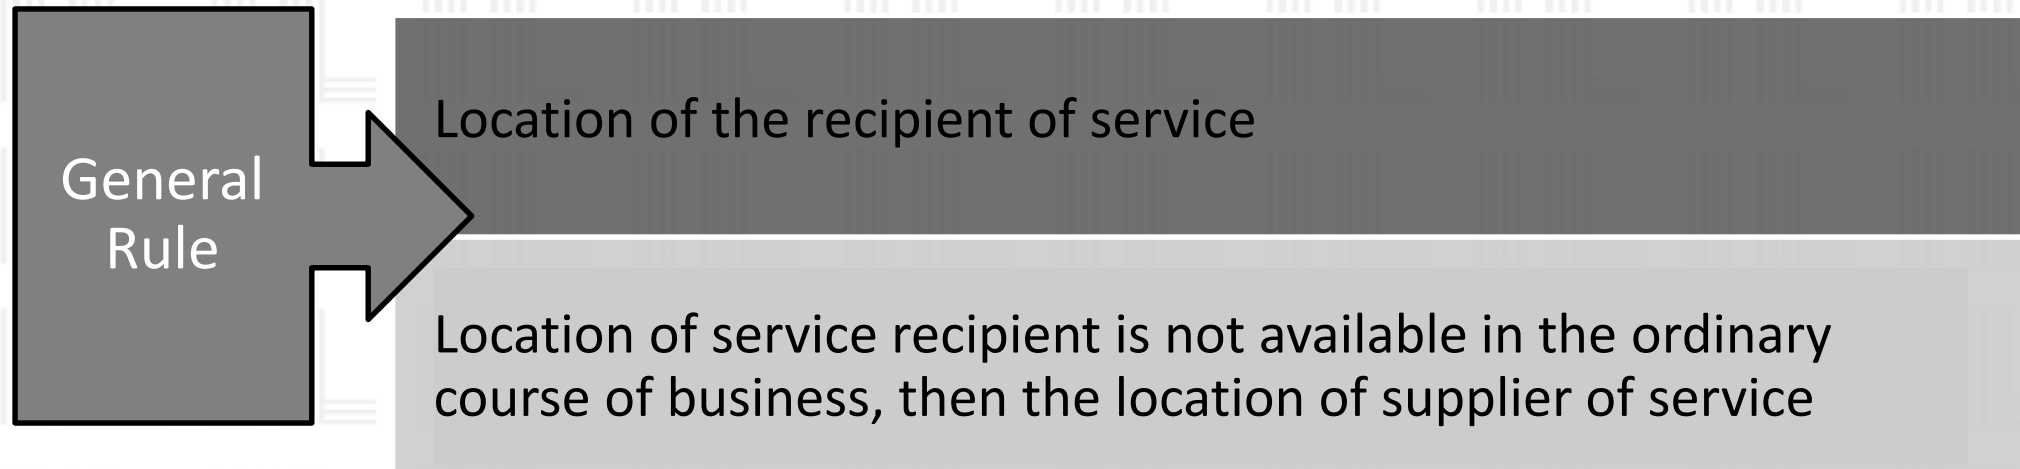 General
Rule
Location of the recipient of service
Location of service recipient is not available in the ordinary
course of business, then the location of supplier of service